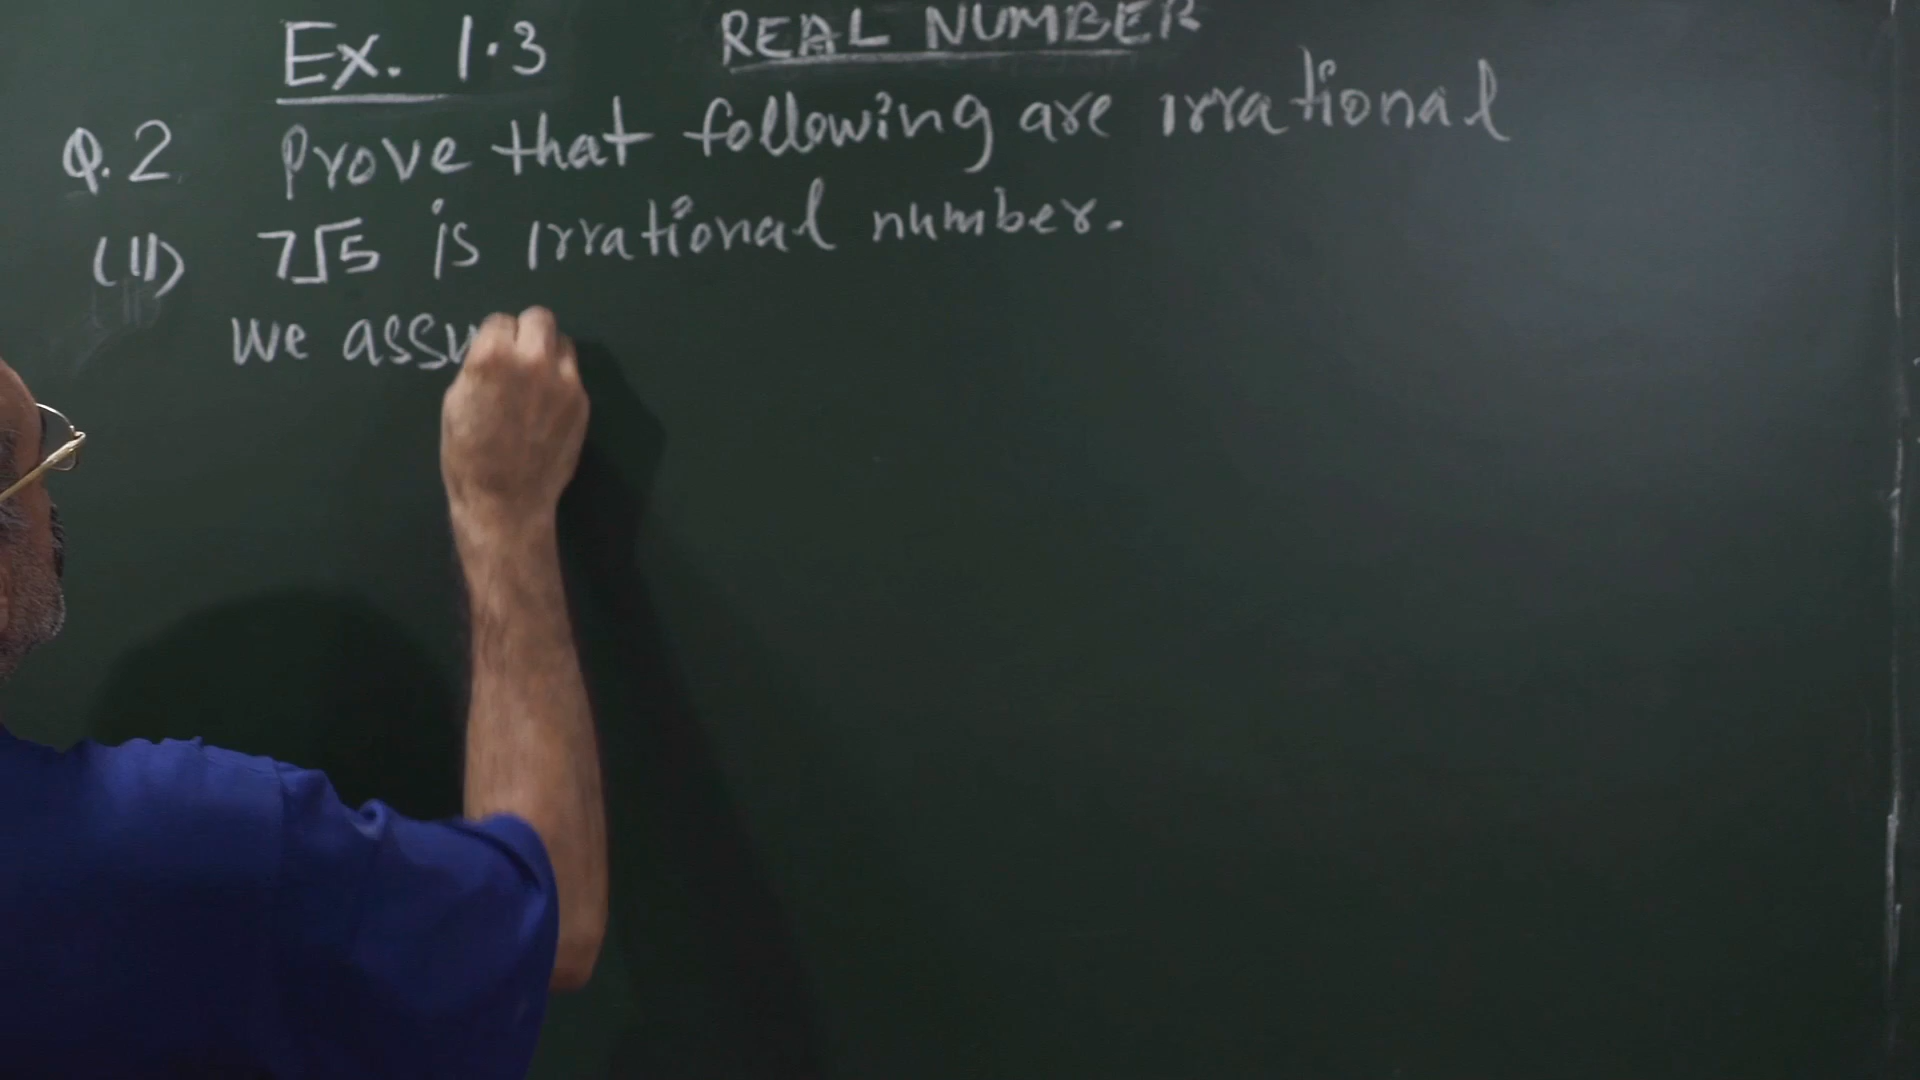 Ex. 1.3 REAL NUMBER
Q.2 Prove that following are irrational
(II) 7√5 is irrational number.
We assu